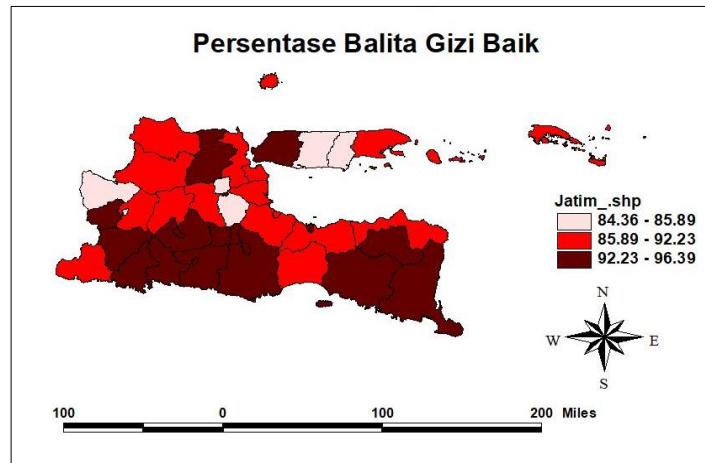 Persentase Balita Gizi Baik
Jatim_.shp
84.36 - 85.89
85.89 - 92.23
92.23 - 96.39
N
W E
S
100 0 100 200 Miles